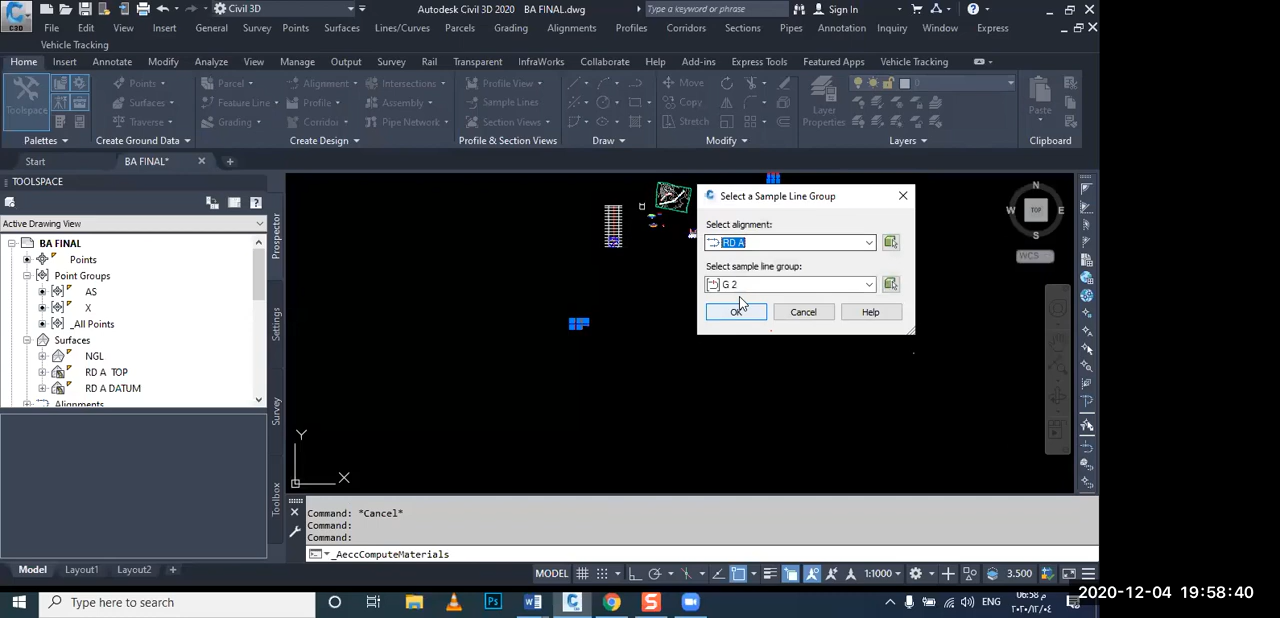 C3D
Civil 3D
Autodesk Civil 3D 2020 BA FINAL.dwg
Type a keyword or phrase
Sign In
File Edit View Insert General Survey Points Surfaces Lines/Curves Parcels Grading Alignments Profiles Corridors Sections Pipes Annotation Inquiry Window Express
Vehicle Tracking
Home Insert Annotate Modify Analyze View Manage Output Survey Rail Transparent InfraWorks Collaborate Help Add-ins Express Tools Featured Apps Vehicle Tracking
Points Parcel Alignment Intersections Profile View Move 0
Surfaces Feature Line Profile Assembly Sample Lines Copy
Toolspace Traverse Grading Corridor Pipe Network Section Views Stretch Layer Properties Paste
Palettes Create Ground Data Create Design Profile & Section Views Draw Modify Layers Clipboard
Start BA FINAL*
TOOLSPACE
Active Drawing View
BA FINAL
Points
Point Groups
AS
X
_All Points
Surfaces
NGL
RD A TOP
RD A DATUM
Alignments
Prospector
Settings
Survey
Toolbox
Select a Sample Line Group
Select alignment:
RD A
Select sample line group:
G 2
OK Cancel Help
N
W TOP E
S
WCS
Y
X
Command: *Cancel*
Command:
Command:
_AeccComputeMaterials
Model Layout1 Layout2
MODEL 1:1000 3.500
Type here to search
ENG
2020-12-04 19:58:40